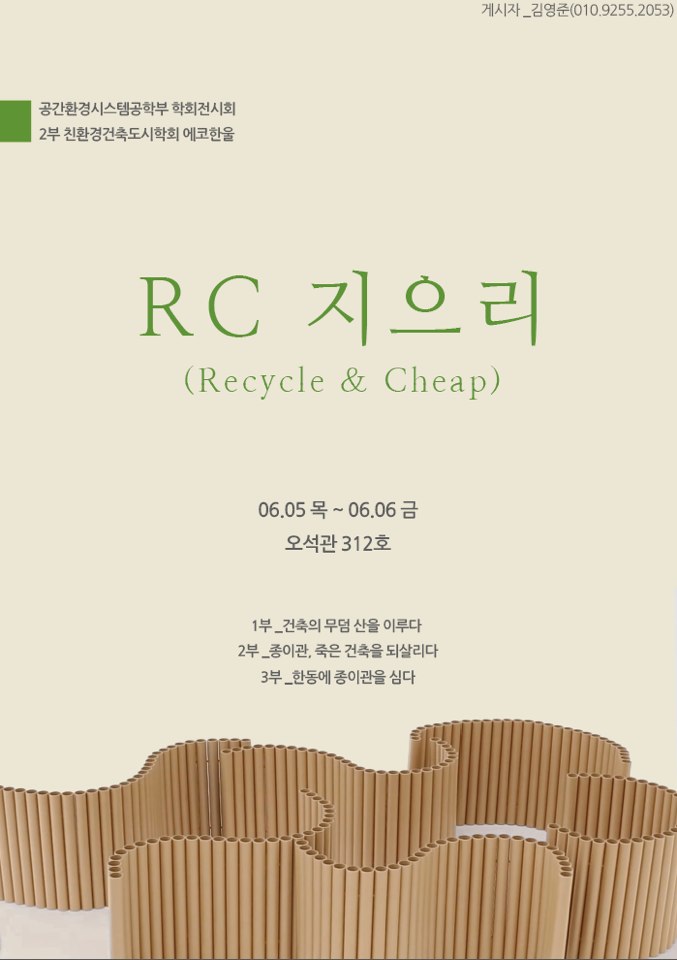 게시자 _김영준(010.9255.2053)
공간환경시스템공학부 학회전시회
2부 친환경건축도시학회 에코한울
RC 지으리
(Recycle & Cheap)
06.05 목 ~ 06.06 금
오석관 312호
1부 _건축의 무덤 산을 이루다
2부 _종이관, 죽은 건축을 되살리다
3부 _한동에 종이관을 심다